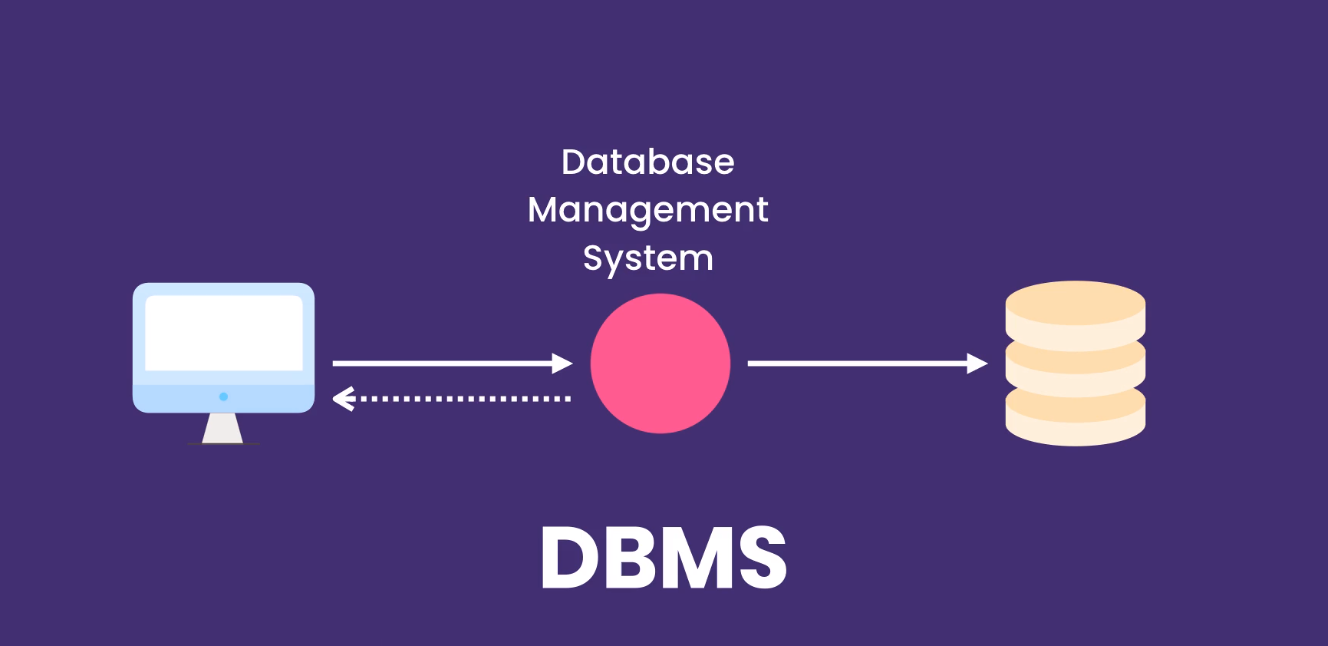 Database
Management
System
DBMS